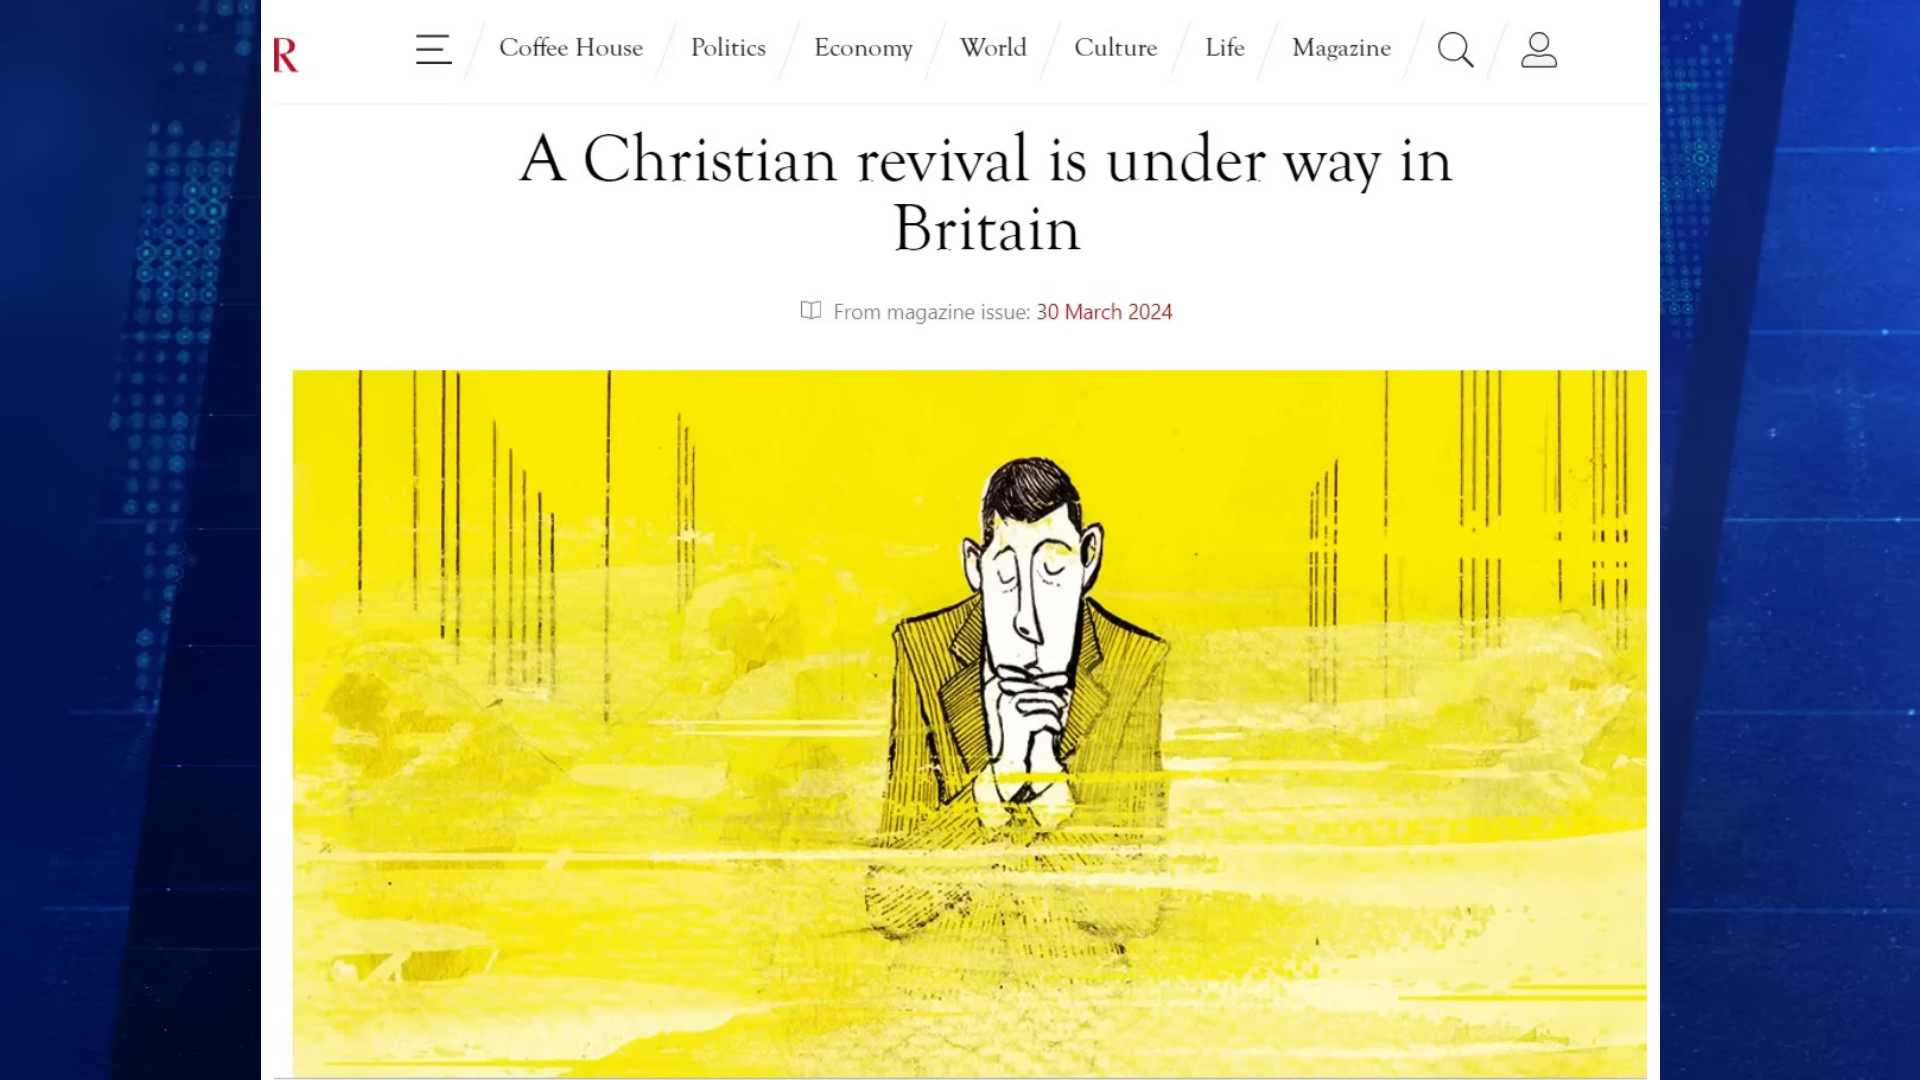 R
Coffee House
Politics
Economy
World
Culture
Life
Magazine
A Christian revival is under way in
Britain
From magazine issue: 30 March 2024